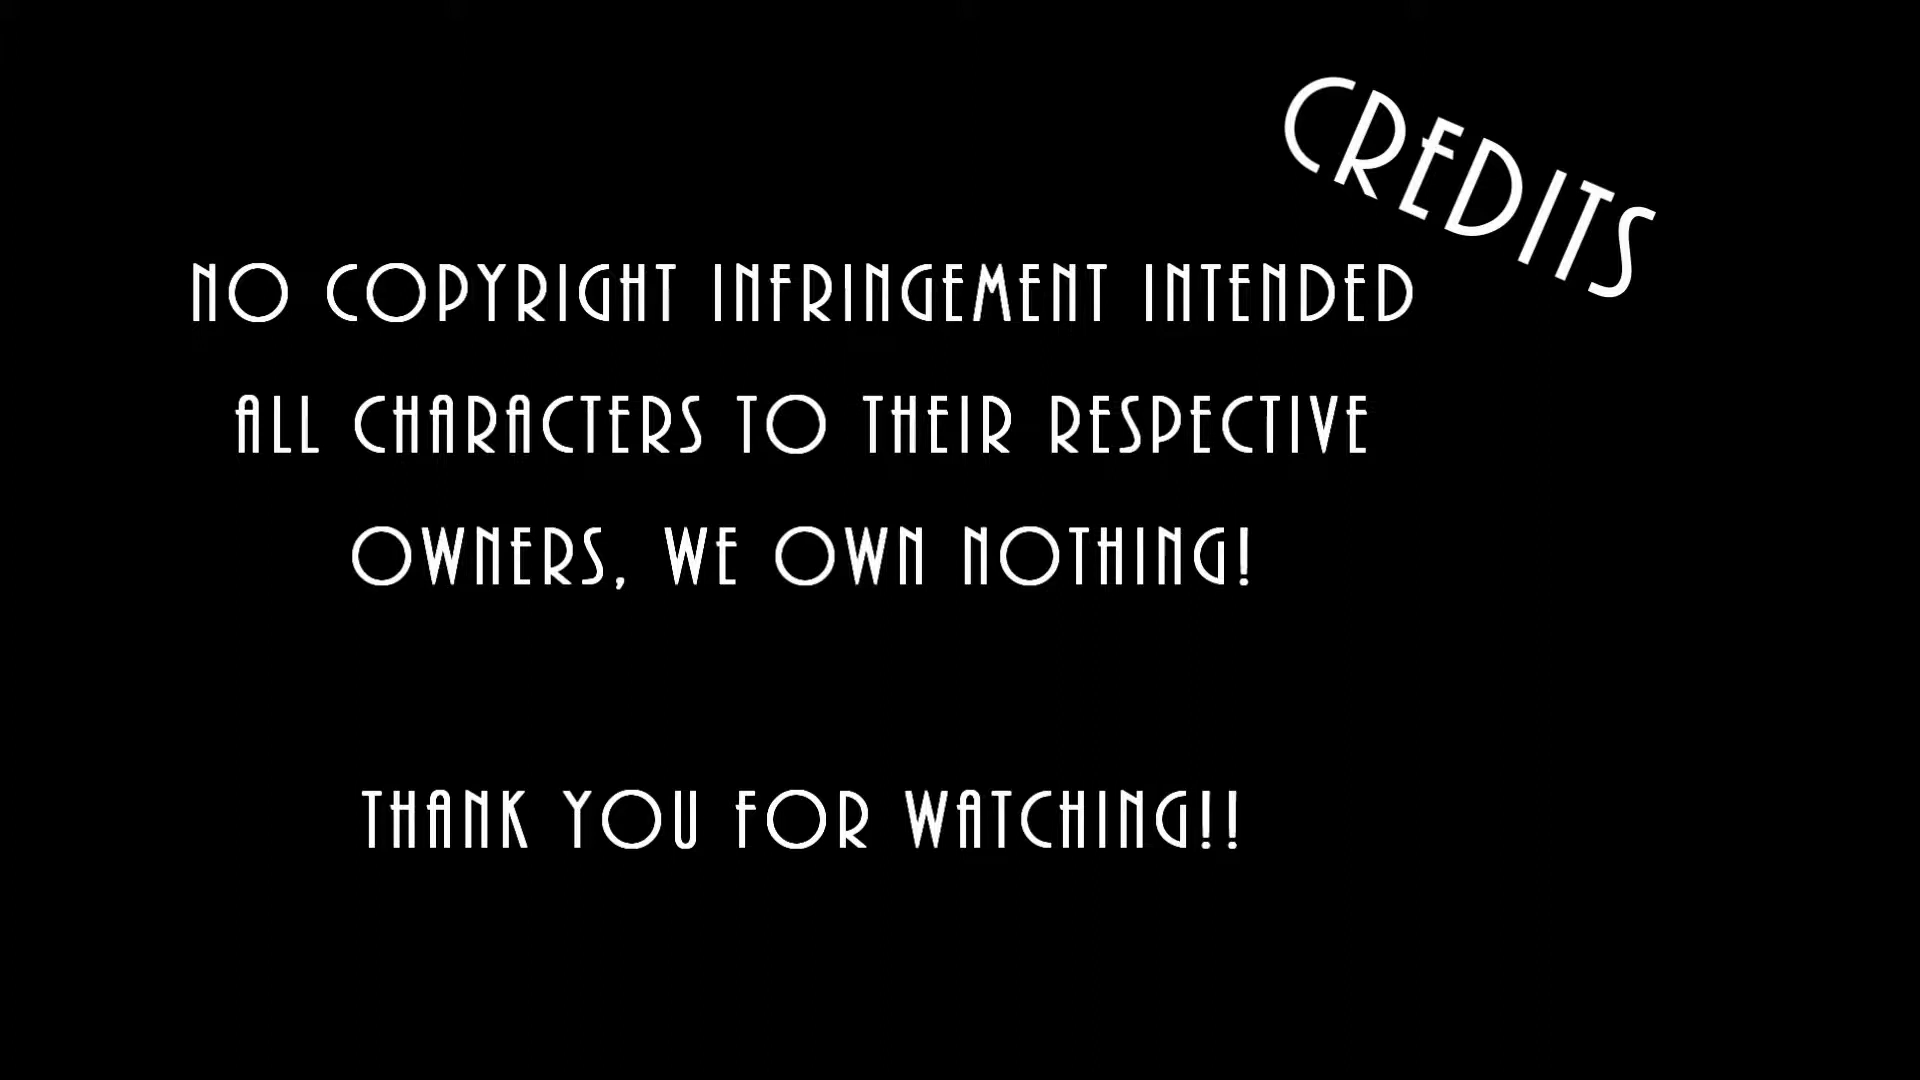 CREDITS
NO COPYRIGHT INFRINGEMENT INTENDED
ALL CHARACTERS TO THEIR RESPECTIVE
OWNERS, WE OWN NOTHING!
THANK YOU FOR WATCHING!!